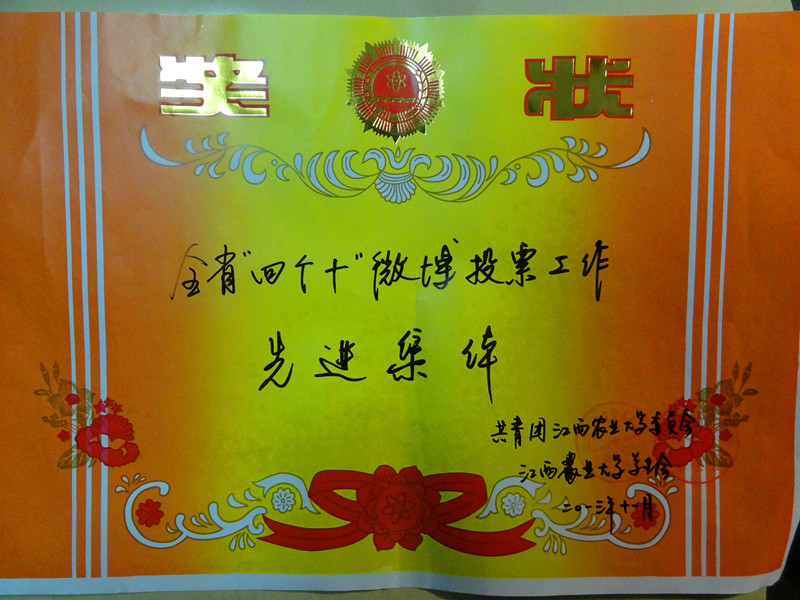 奖状
全省"四个十"微博投票工作
先进集体
共青团江西农业大学委员会
江西农业大学学生会
二〇一三年十一月